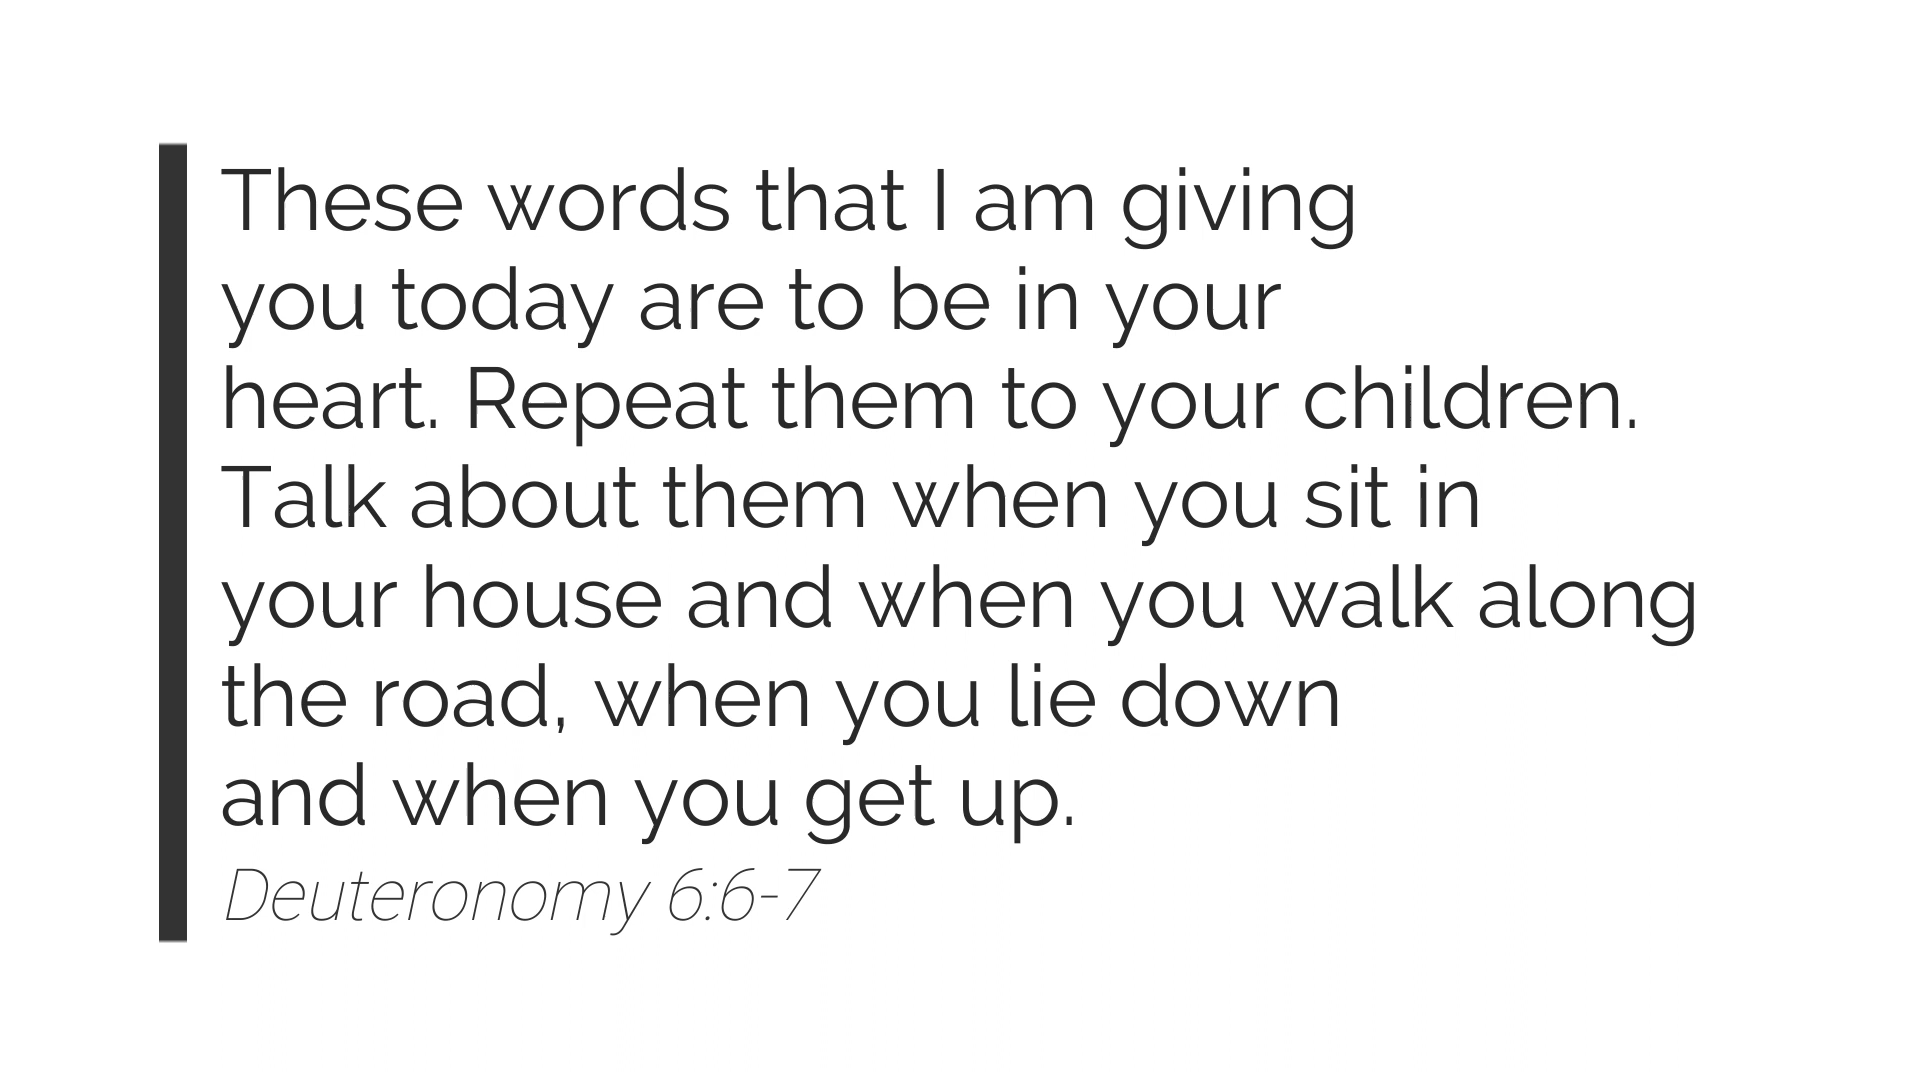 These words that I am giving
you today are to be in your
heart. Repeat them to your children.
Talk about them when you sit in
your house and when you walk along
the road, when you lie down
and when you get up.
Deuteronomy 6:6-7